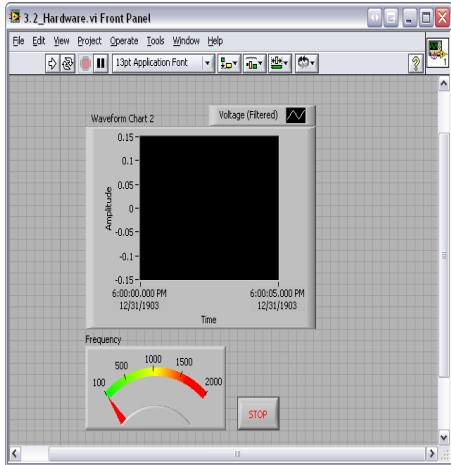 3.2_Hardware.vi Front Panel
File Edit View Project Operate Tools Window Help
13pt Application Font
1
Waveform Chart 2
Voltage (Filtered)
0.15
0.1
0.05
0
-0.05
-0.1
-0.15
Amplitude
6:00:00.000 PM 6:00:05.000 PM
12/31/1903 12/31/1903
Time
Frequency
100 500 1000 1500 2000
STOP